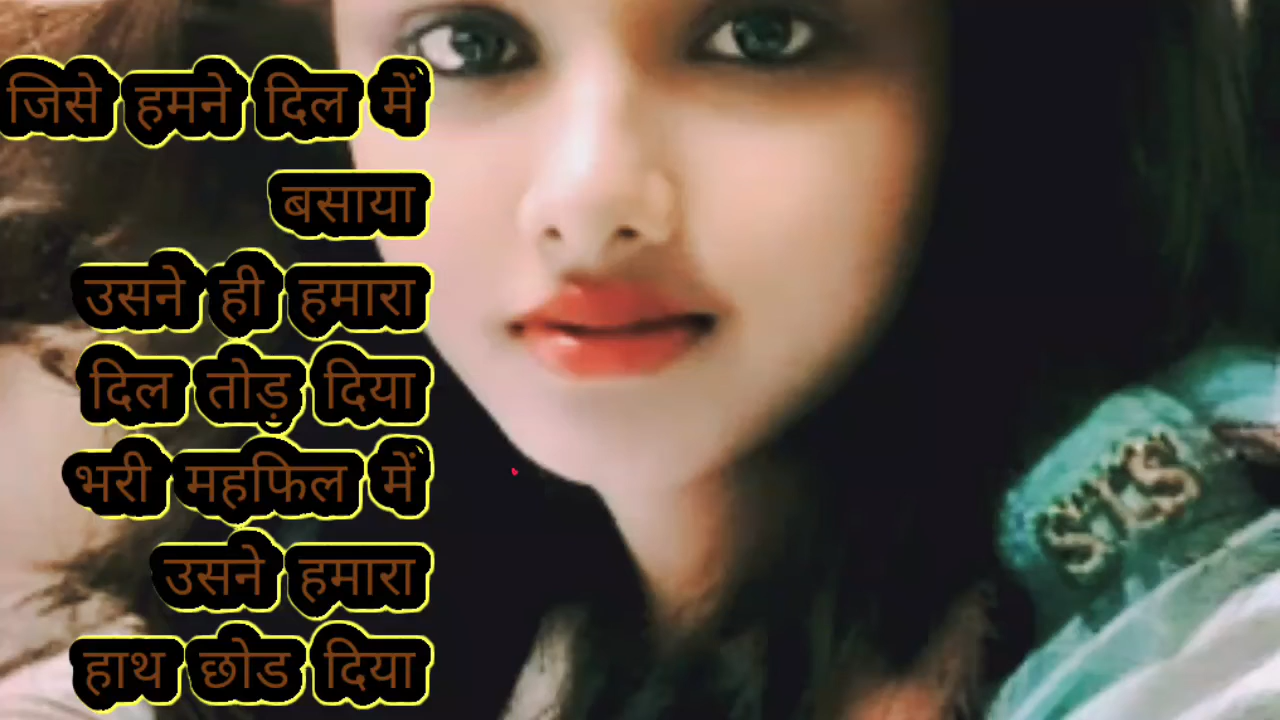 जिसे हमने दिल में
बसाया
उसने ही हमारा
दिल तोड़ दिया
भरी महफिल में
उसने हमारा
हाथ छोड दिया